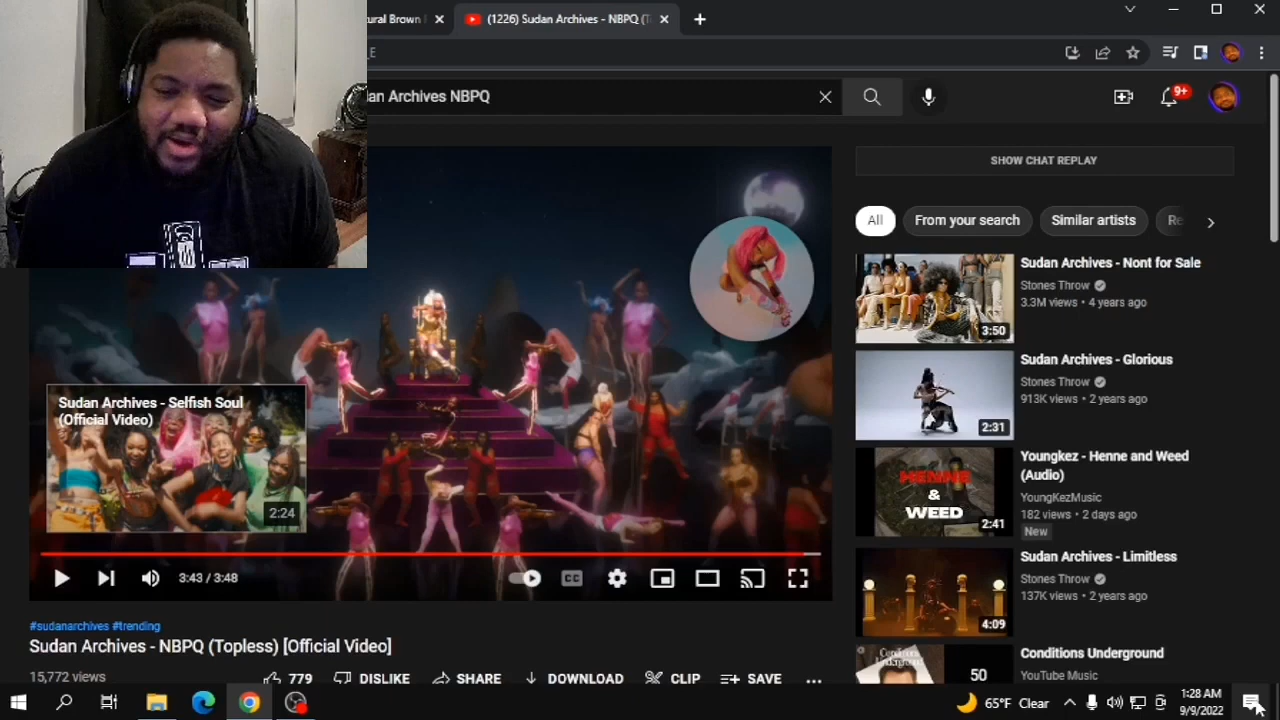 tural Brown
(1226) Sudan Archives - NBPQ (T
an Archives NBPQ
9+
SHOW CHAT REPLAY
All
From your search
Similar artists
Re
Sudan Archives - Nont for Sale
Stones Throw
3.3M views • 4 years ago
3:50
Sudan Archives - Glorious
Stones Throw
913K views • 2 years ago
2:31
Youngkez - Henne and Weed
(Audio)
YoungKezMusic
182 views • 2 days ago
New
HENNE
&
WEED
2:41
Sudan Archives - Limitless
Stones Throw
137K views • 2 years ago
4:09
Conditions Underground
YouTube Music
Conditions
Underground
50
Sudan Archives - Selfish Soul
(Official Video)
2:24
3:43 / 3:48
CC
#sudanarchives #trending
Sudan Archives - NBPQ (Topless) [Official Video]
15,772 views
779
DISLIKE
SHARE
DOWNLOAD
CLIP
SAVE
65°F Clear
1:28 AM
9/9/2022